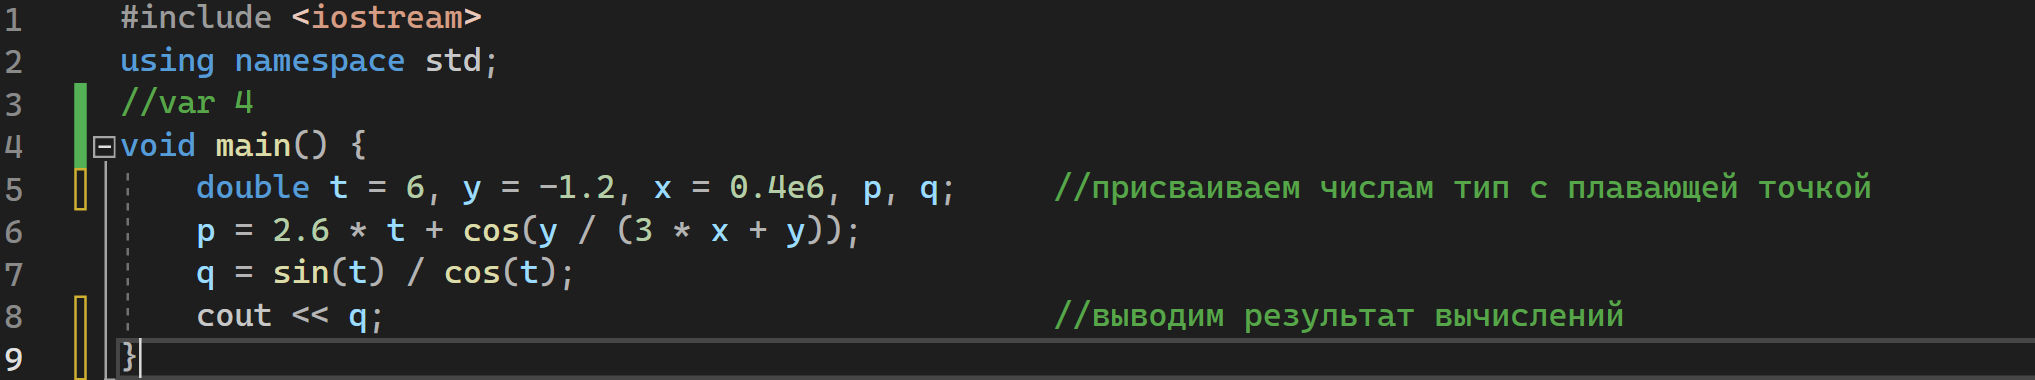 1 #include <iostream>
2 using namespace std;
3 //var 4
4 void main() {
5 double t = 6, y = -1.2, x = 0.4e6, p, q; //присваиваем числам тип с плавающей точкой
6 p = 2.6 * t + cos(y / (3 * x + y));
7 q = sin(t) / cos(t);
8 cout << q; //выводим результат вычислений
9 }